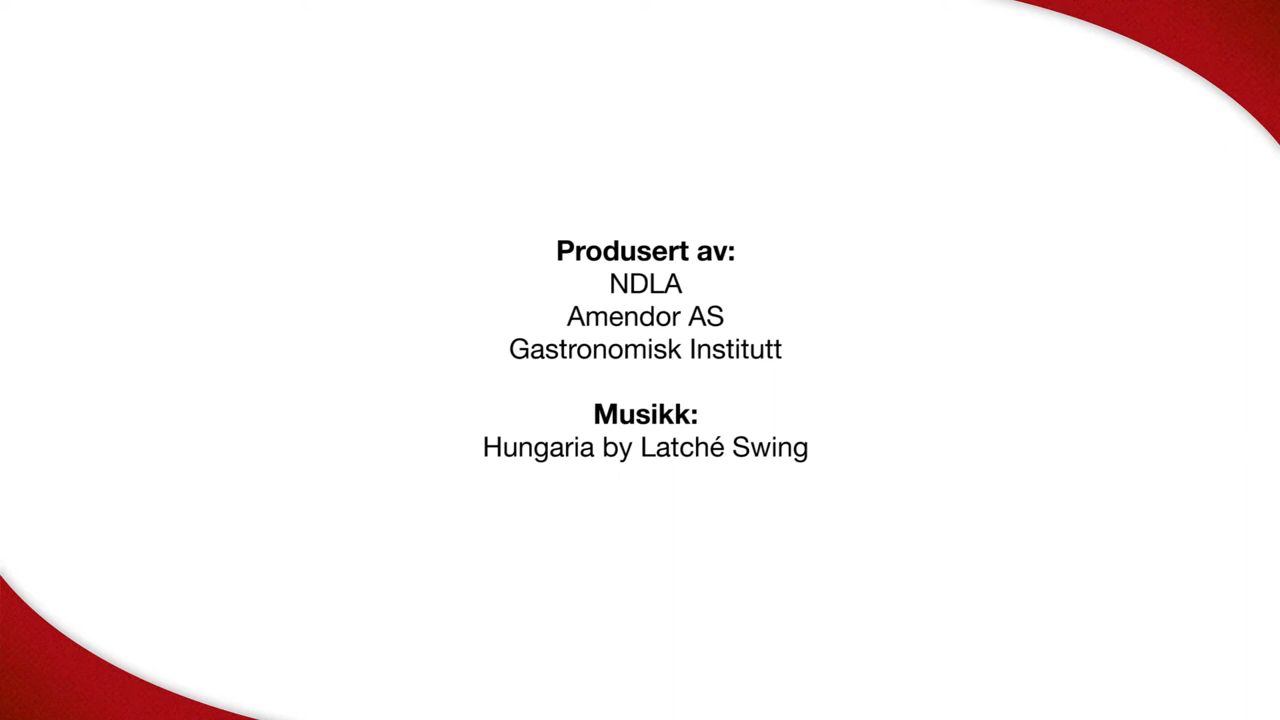 Produsert av:
NDLA
Amendor AS
Gastronomisk Institutt
Musikk:
Hungaria by Latché Swing